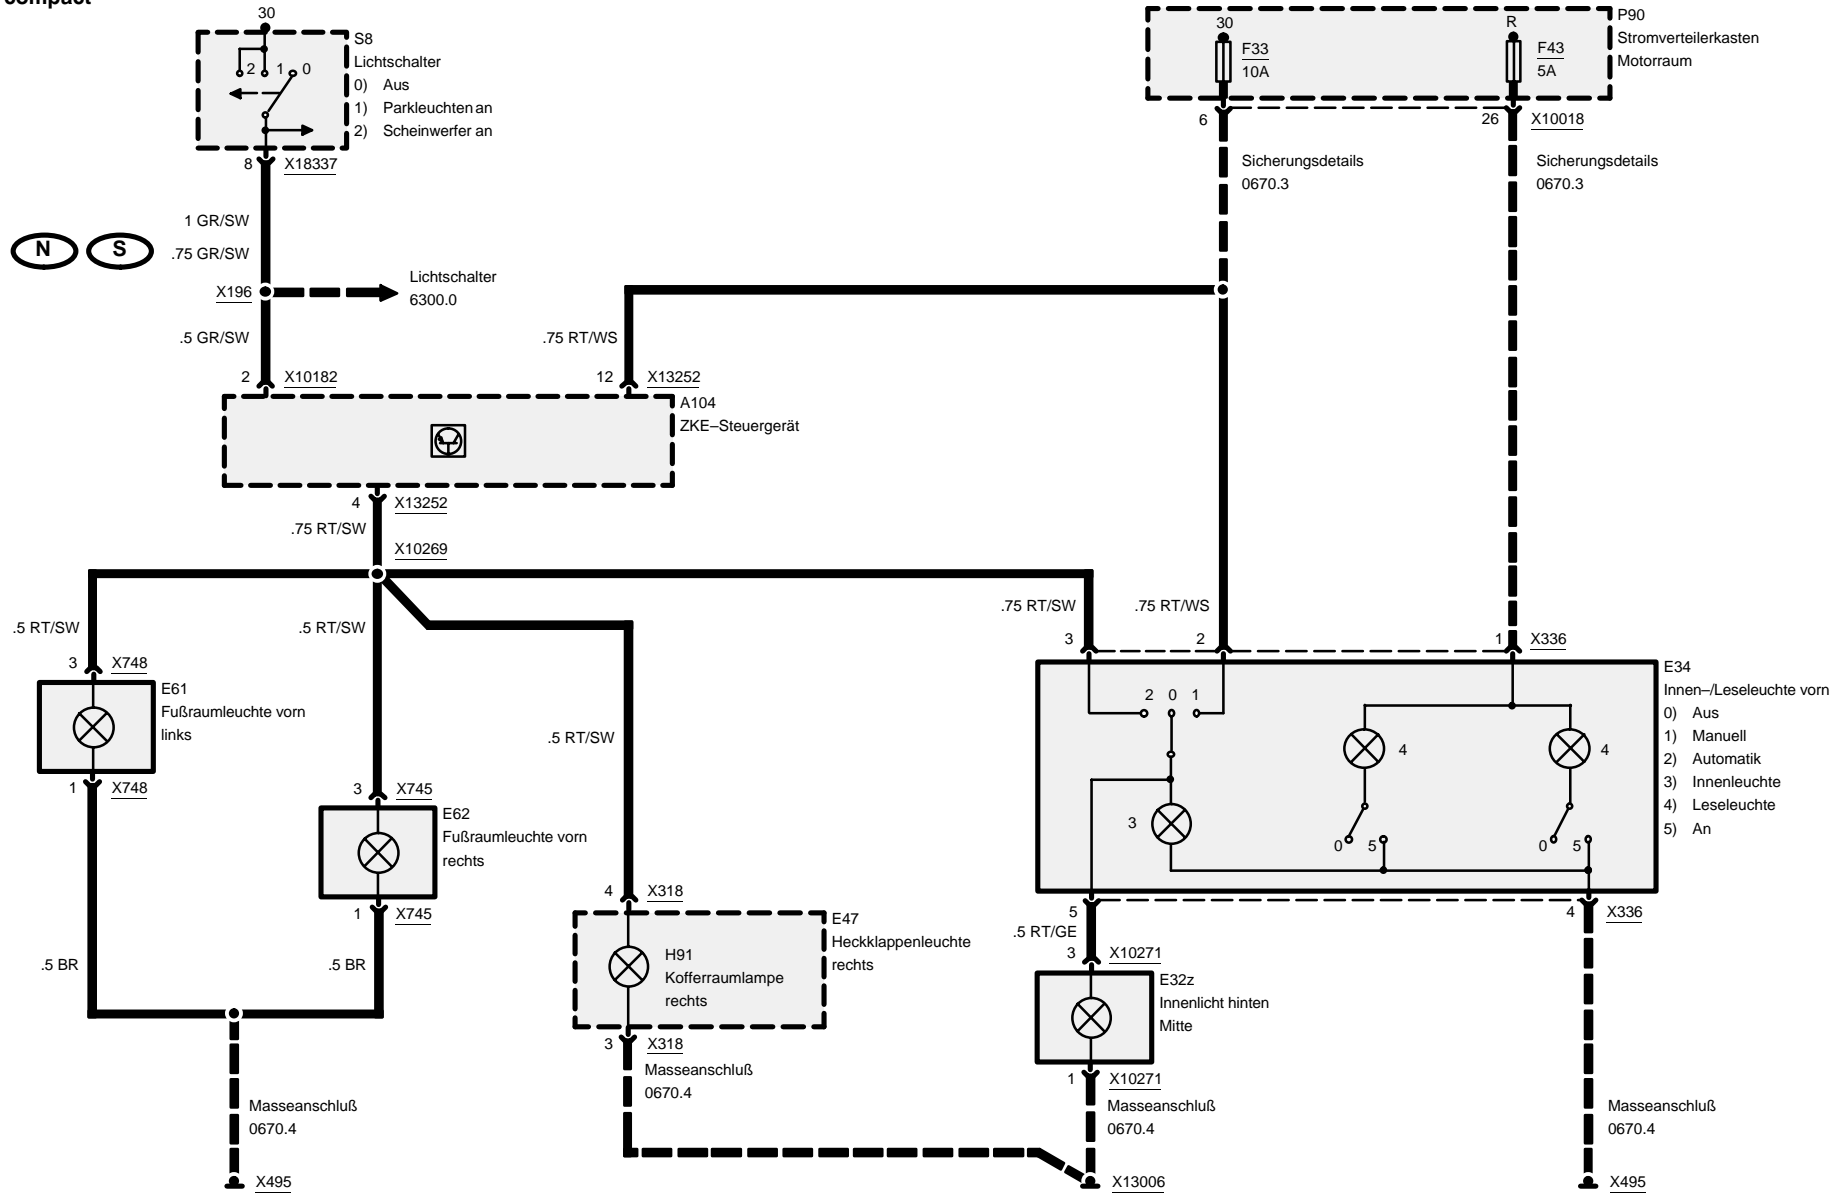 compact
30
S8
Lichtschalter
0) Aus
1) Parkleuchten an
2) Scheinwerfer an
2 1 0
8 X18337
1 GR/SW
.75 GR/SW
N S
X196
Lichtschalter
6300.0
.5 GR/SW
.75 RT/WS
2 X10182
12 X13252
A104
ZKE–Steuergerät
4 X13252
.75 RT/SW
X10269
P90
Stromverteilerkasten
Motorraum
30
F33
10A
R
F43
5A
6
26 X10018
Sicherungsdetails
0670.3
Sicherungsdetails
0670.3
.5 RT/SW
.5 RT/SW
.75 RT/SW
.75 RT/WS
3 2 1 X336
3 X748
E61
Fußraumleuchte vorn
links
1 X748
.5 RT/SW
3 X745
E62
Fußraumleuchte vorn
rechts
1 X745
.5 BR
.5 BR
E34
Innen–/Leseleuchte vorn
0) Aus
1) Manuell
2) Automatik
3) Innenleuchte
4) Leseleuchte
5) An
2 0 1
4
4
3
0 5
0 5
4 X318
E47
Heckklappenleuchte
rechts
H91
Kofferraumlampe
rechts
3 X318
Masseanschluß
0670.4
5
4 X336
.5 RT/GE
3 X10271
E32z
Innenlicht hinten
Mitte
1 X10271
Masseanschluß
0670.4
Masseanschluß
0670.4
Masseanschluß
0670.4
X495
X13006
X495